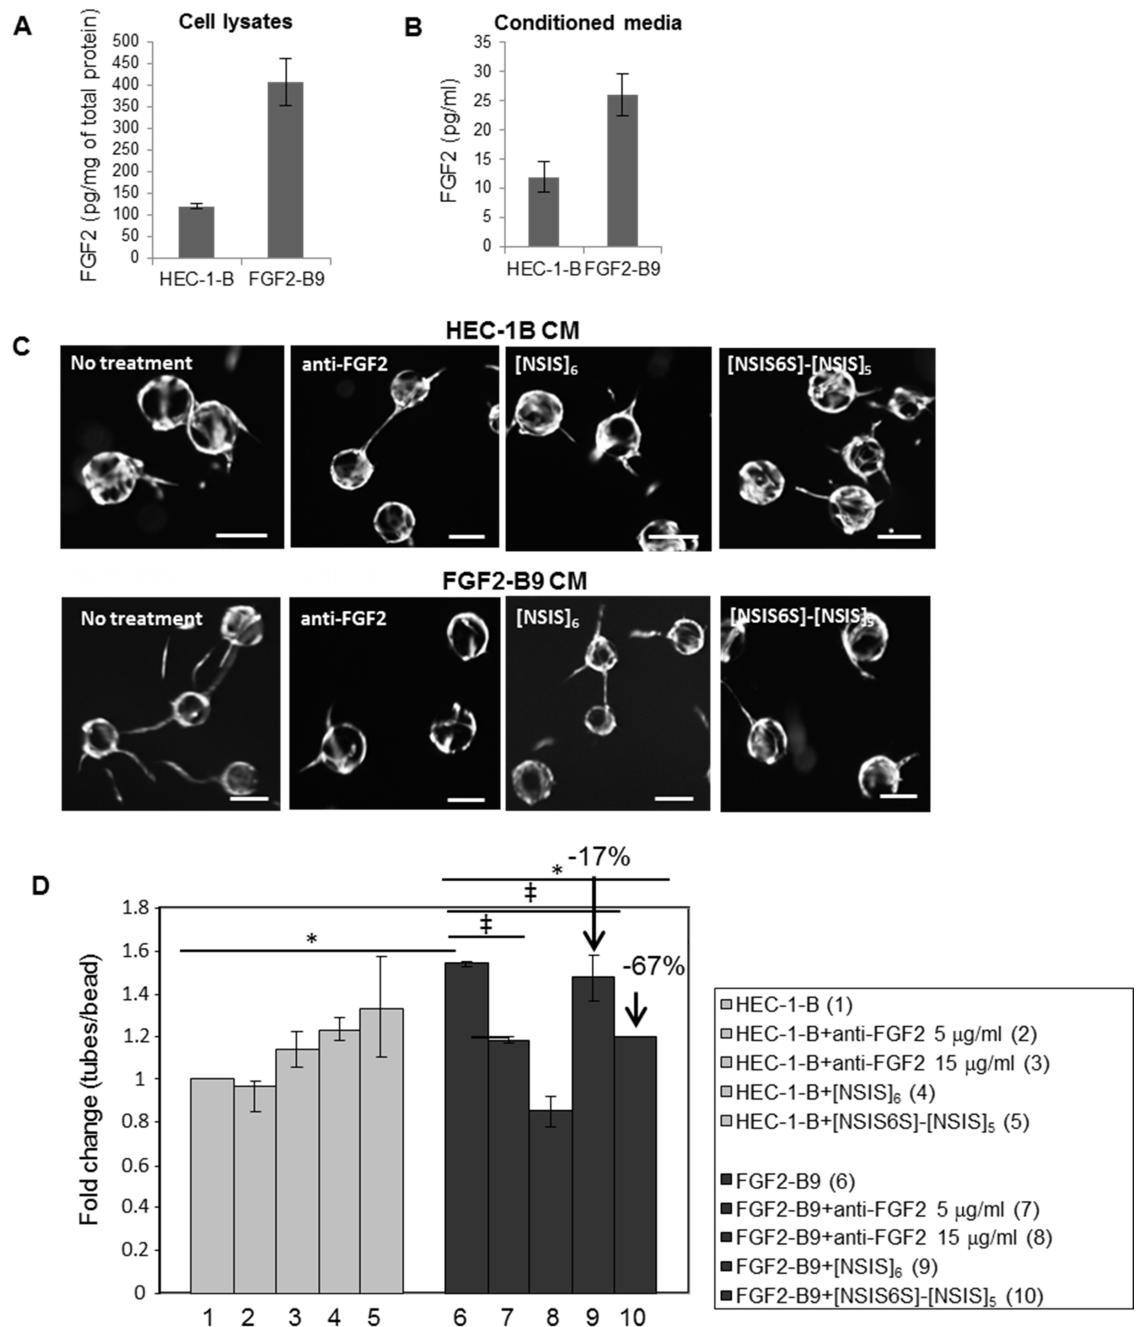 A
Cell lysates
FGF2 (pg/mg of total protein)
500
450
400
350
300
250
200
150
100
50
0
HEC-1-B FGF2-B9
B
Conditioned media
FGF2 (pg/ml)
35
30
25
20
15
10
5
0
HEC-1-B FGF2-B9
C
HEC-1B CM
No treatment
anti-FGF2
[NSIS]6
[NSIS6S]-[NSIS]5
FGF2-B9 CM
No treatment
anti-FGF2
[NSIS]6
[NSIS6S]-[NSIS]5
D
Fold change (tubes/bead)
1.8
1.6
1.4
1.2
1
0.8
0.6
0.4
0.2
0
*
‡
‡
*
-17%
-67%
1 2 3 4 5 6 7 8 9 10
HEC-1-B (1)
HEC-1-B+anti-FGF2 5 μg/ml (2)
HEC-1-B+anti-FGF2 15 μg/ml (3)
HEC-1-B+[NSIS]6 (4)
HEC-1-B+[NSIS6S]-[NSIS]5 (5)
FGF2-B9 (6)
FGF2-B9+anti-FGF2 5 μg/ml (7)
FGF2-B9+anti-FGF2 15 μg/ml (8)
FGF2-B9+[NSIS]6 (9)
FGF2-B9+[NSIS6S]-[NSIS]5 (10)